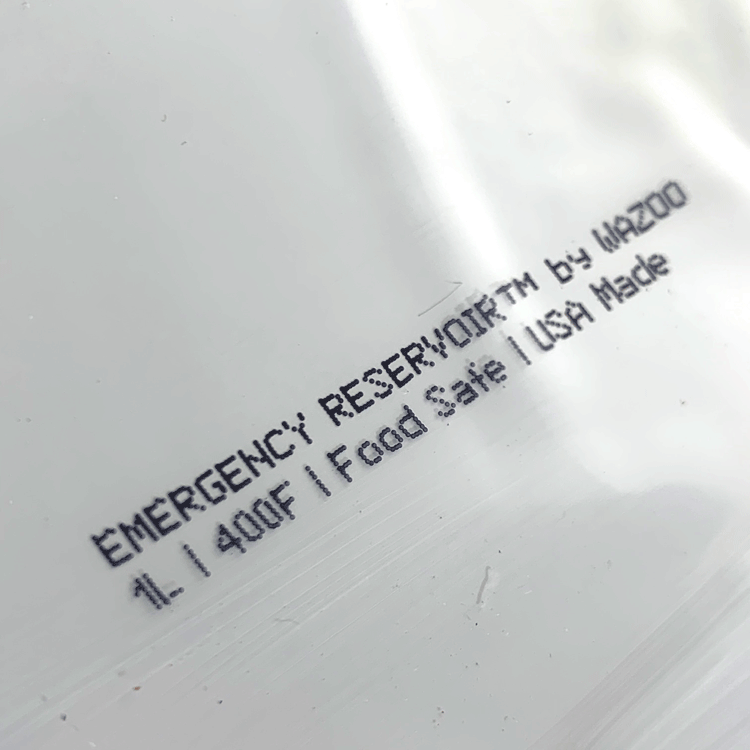 EMERGENCY RESERVOIR™ by WAZOO
1L | 400F | Food Safe | USA Made